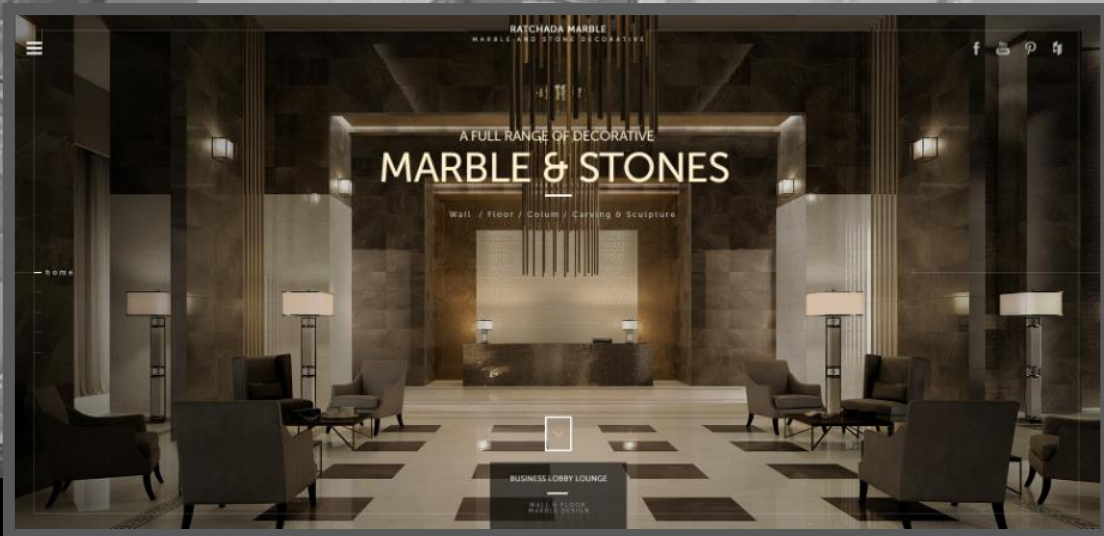 RATCHADA MARBLE
MARBLE AND STONE DECORATIVE
A FULL RANGE OF DECORATIVE
MARBLE & STONES
Wall / Floor / Colum / Carving & Sculpture
home
BUSINESS LOBBY LOUNGE
WALL & FLOOR
MARBLE DESIGN